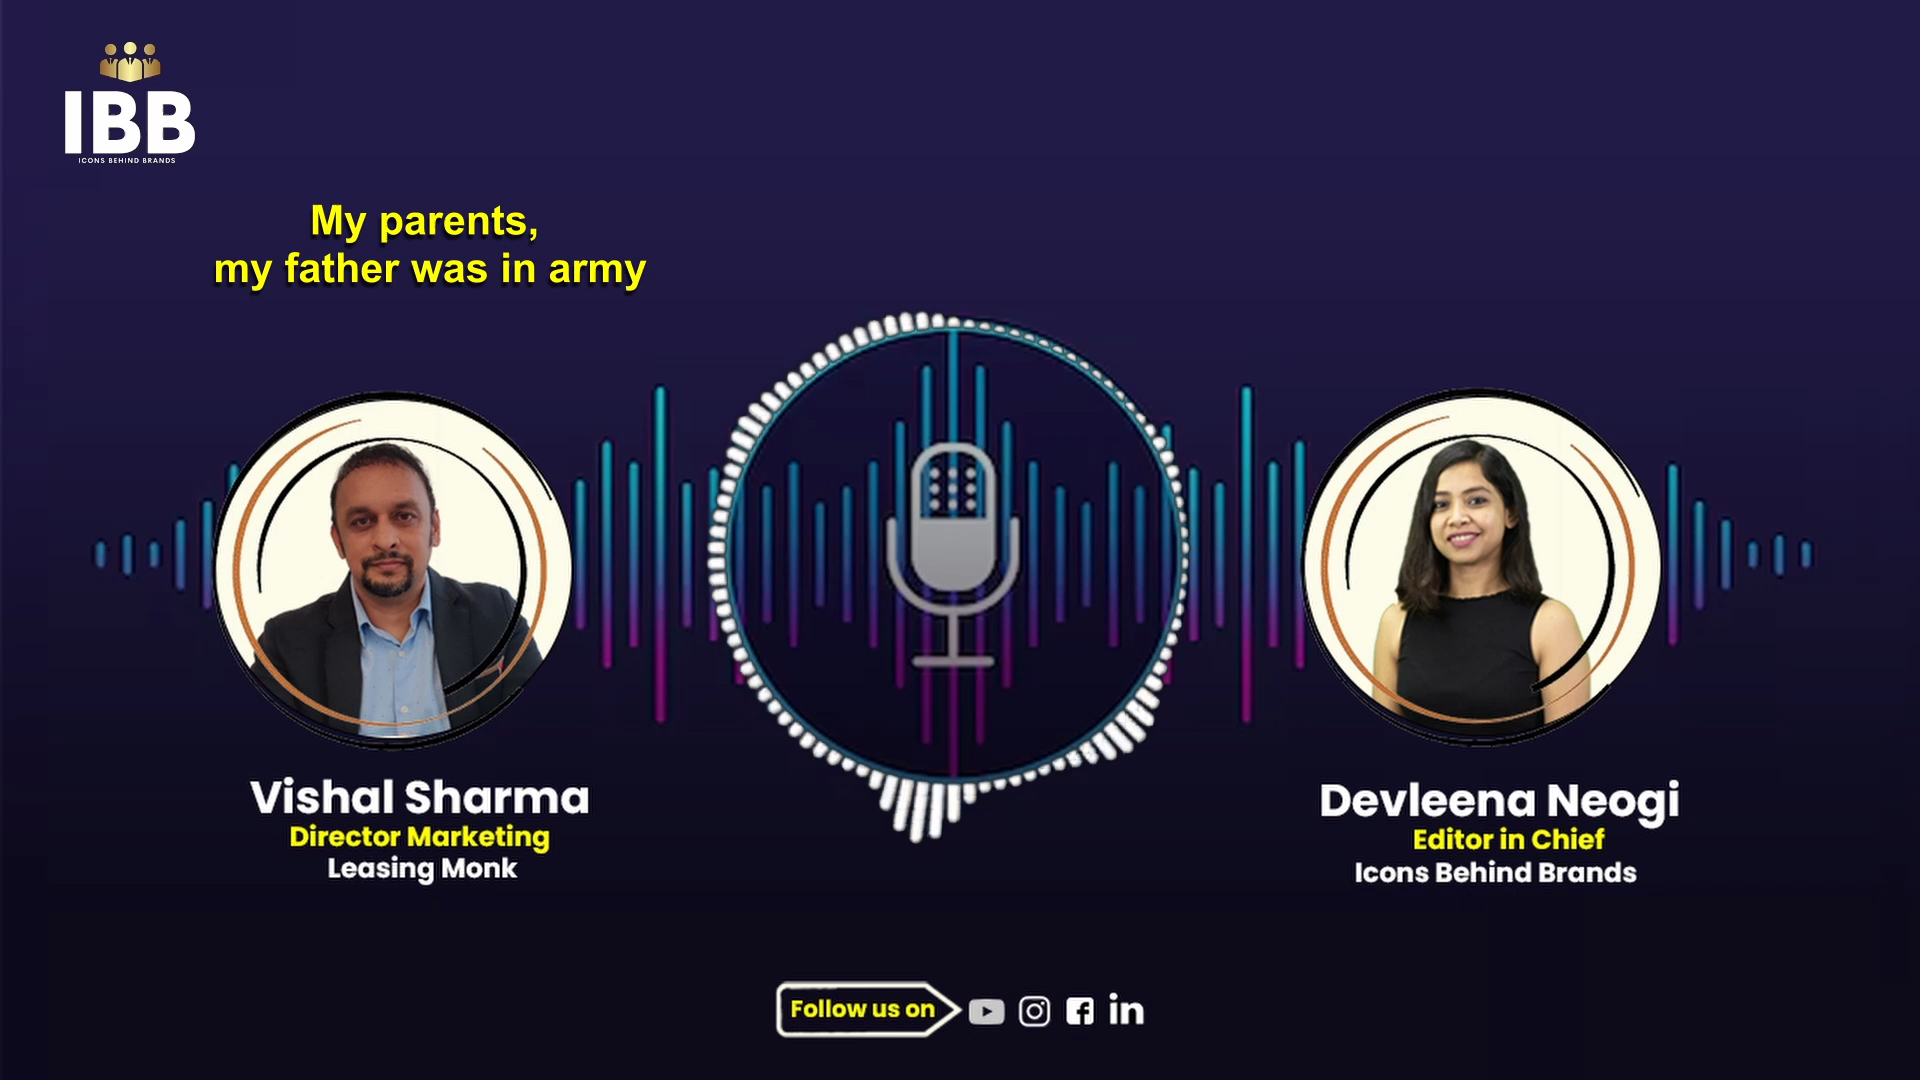 IBB
ICONS BEHIND BRANDS
My parents,
my father was in army
Vishal Sharma
Director Marketing
Leasing Monk
Devleena Neogi
Editor in Chief
Icons Behind Brands
Follow us on